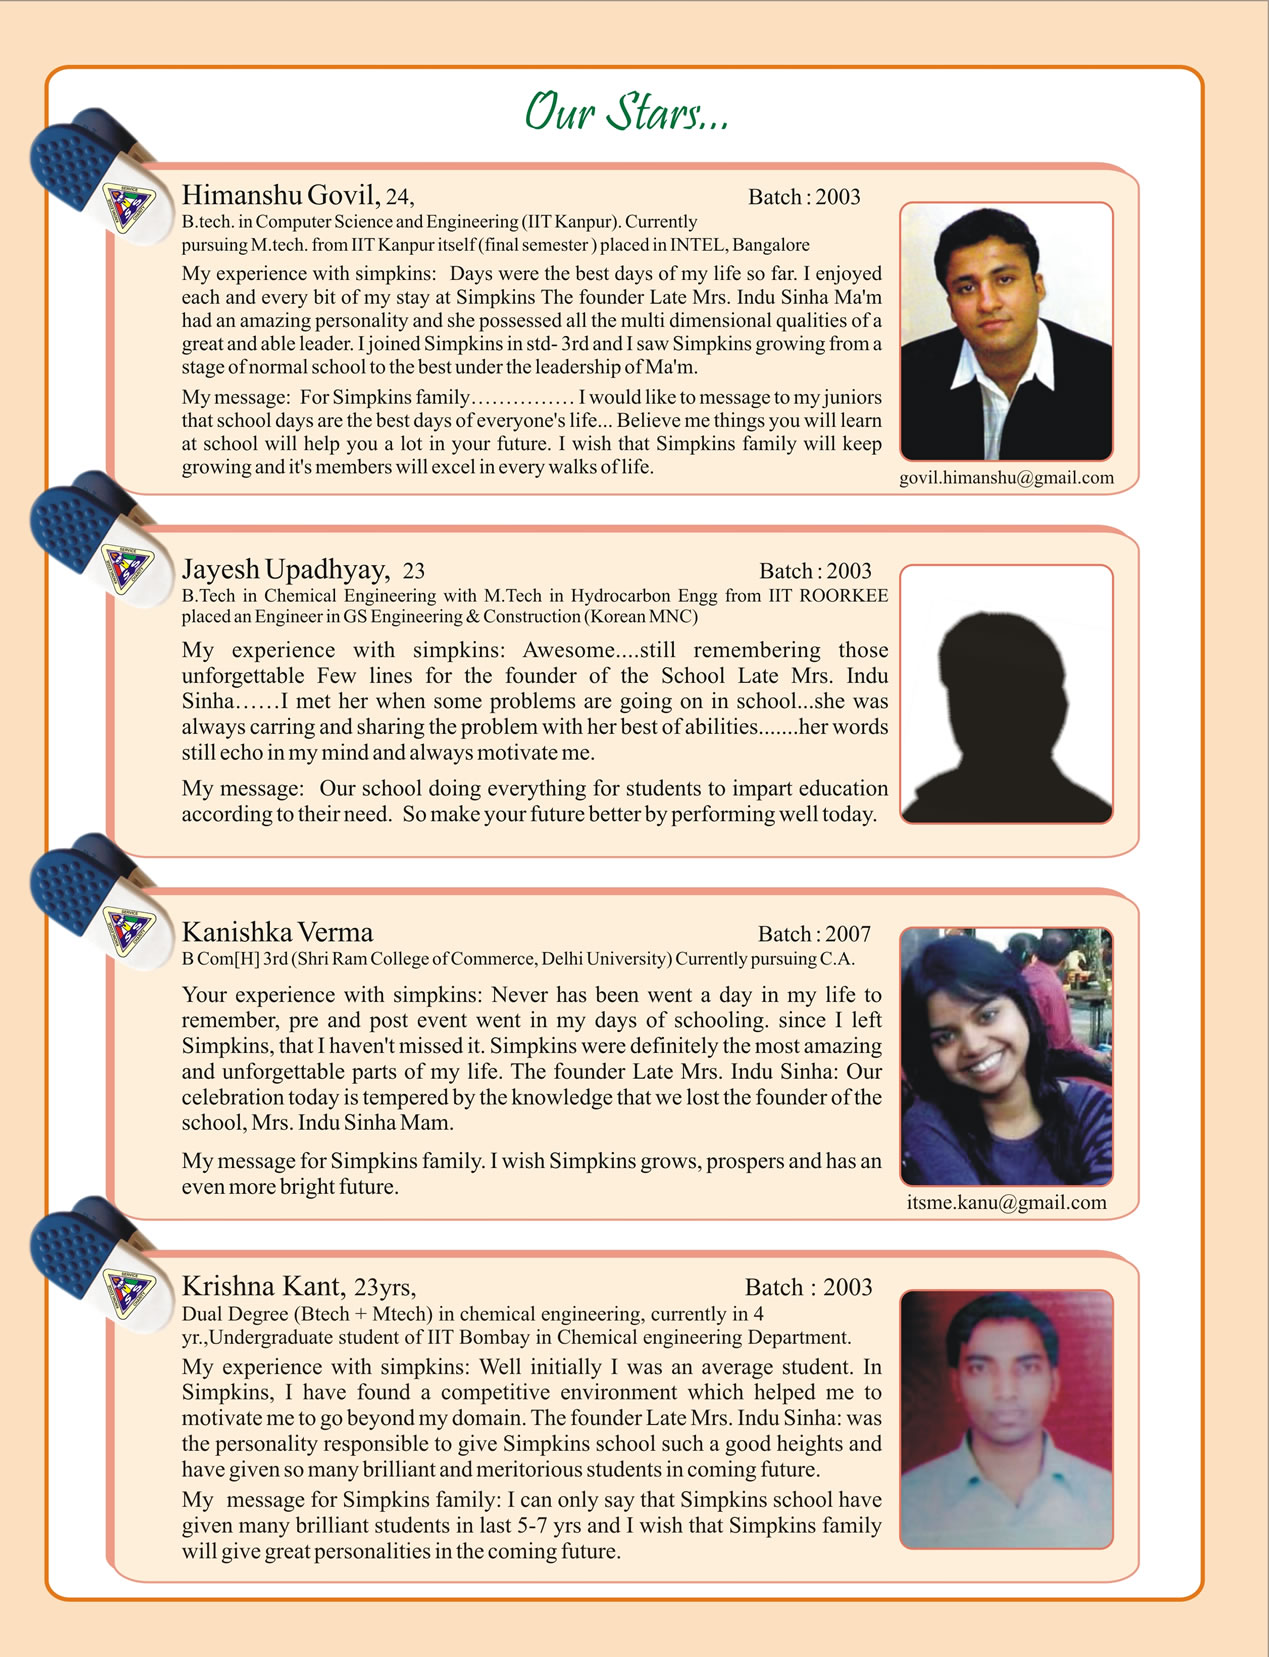 Our Stars...
Himanshu Govil, 24,
Batch : 2003
B.tech. in Computer Science and Engineering (IIT Kanpur). Currently
pursuing M.tech. from IIT Kanpur itself (final semester ) placed in INTEL, Bangalore
My experience with simpkins:  Days were the best days of my life so far. I enjoyed
each and every bit of my stay at Simpkins The founder Late Mrs. Indu Sinha Ma'm
had an amazing personality and she possessed all the multi dimensional qualities of a
great and able leader. I joined Simpkins in std- 3rd and I saw Simpkins growing from a
stage of normal school to the best under the leadership of Ma'm.
My message:  For Simpkins family…………… I would like to message to my juniors
that school days are the best days of everyone's life... Believe me things you will learn
at school will help you a lot in your future. I wish that Simpkins family will keep
growing and it's members will excel in every walks of life.
govil.himanshu@gmail.com
Jayesh Upadhyay,  23
Batch : 2003
B.Tech in Chemical Engineering with M.Tech in Hydrocarbon Engg from IIT ROORKEE
placed an Engineer in GS Engineering & Construction (Korean MNC)
My experience with simpkins: Awesome....still remembering those
unforgettable Few lines for the founder of the School Late Mrs. Indu
Sinha……I met her when some problems are going on in school...she was
always carring and sharing the problem with her best of abilities.......her words
still echo in my mind and always motivate me.
My message:  Our school doing everything for students to impart education
according to their need.  So make your future better by performing well today.
Kanishka Verma
Batch : 2007
B Com[H] 3rd (Shri Ram College of Commerce, Delhi University) Currently pursuing C.A.
Your experience with simpkins: Never has been went a day in my life to
remember, pre and post event went in my days of schooling. since I left
Simpkins, that I haven't missed it. Simpkins were definitely the most amazing
and unforgettable parts of my life. The founder Late Mrs. Indu Sinha: Our
celebration today is tempered by the knowledge that we lost the founder of the
school, Mrs. Indu Sinha Mam.
My message for Simpkins family. I wish Simpkins grows, prospers and has an
even more bright future.
itsme.kanu@gmail.com
Krishna Kant, 23yrs,
Batch : 2003
Dual Degree (Btech + Mtech) in chemical engineering, currently in 4
yr.,Undergraduate student of IIT Bombay in Chemical engineering Department.
My experience with simpkins: Well initially I was an average student. In
Simpkins, I have found a competitive environment which helped me to
motivate me to go beyond my domain. The founder Late Mrs. Indu Sinha: was
the personality responsible to give Simpkins school such a good heights and
have given so many brilliant and meritorious students in coming future.
My  message for Simpkins family: I can only say that Simpkins school have
given many brilliant students in last 5-7 yrs and I wish that Simpkins family
will give great personalities in the coming future.